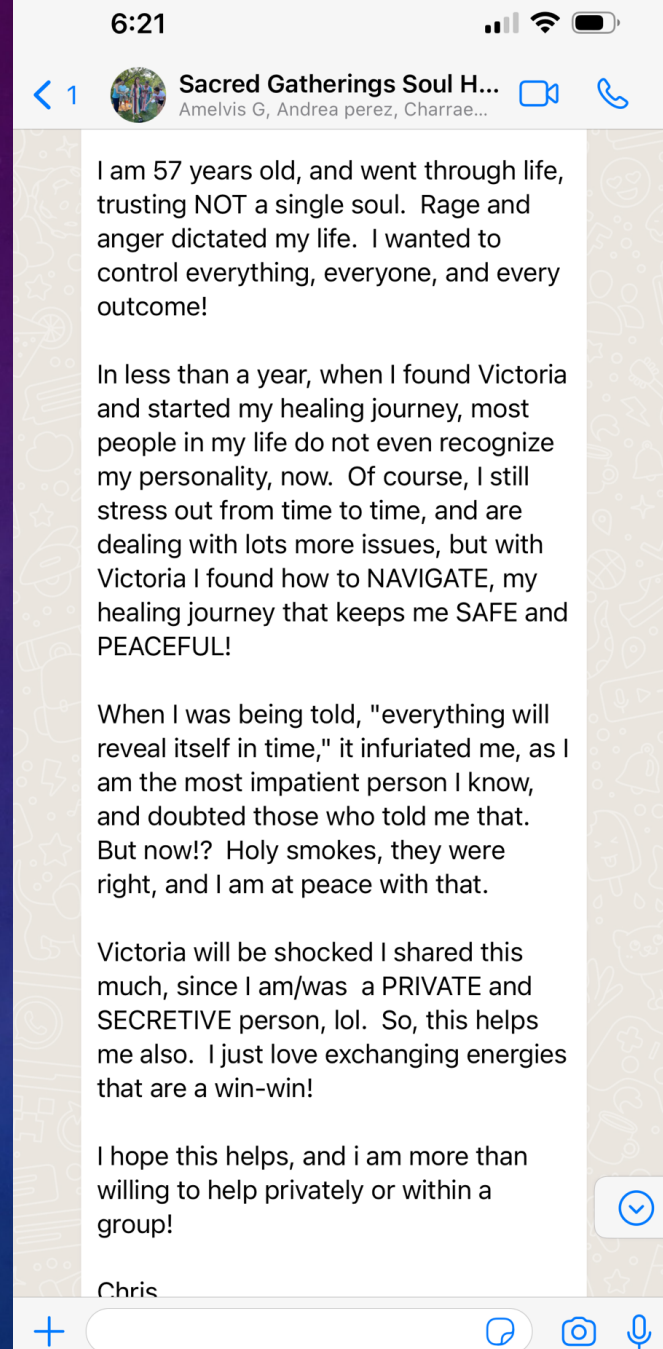 6:21
1
Sacred Gatherings Soul H...
Amelvis G, Andrea perez, Charrae...
I am 57 years old, and went through life,
trusting NOT a single soul.  Rage and
anger dictated my life.  I wanted to
control everything, everyone, and every
outcome!
In less than a year, when I found Victoria
and started my healing journey, most
people in my life do not even recognize
my personality, now.  Of course, I still
stress out from time to time, and are
dealing with lots more issues, but with
Victoria I found how to NAVIGATE, my
healing journey that keeps me SAFE and
PEACEFUL!
When I was being told, "everything will
reveal itself in time," it infuriated me, as I
am the most impatient person I know,
and doubted those who told me that.
But now!?  Holy smokes, they were
right, and I am at peace with that.
Victoria will be shocked I shared this
much, since I am/was  a PRIVATE and
SECRETIVE person, lol.  So, this helps
me also.  I just love exchanging energies
that are a win-win!
I hope this helps, and i am more than
willing to help privately or within a
group!
Chris